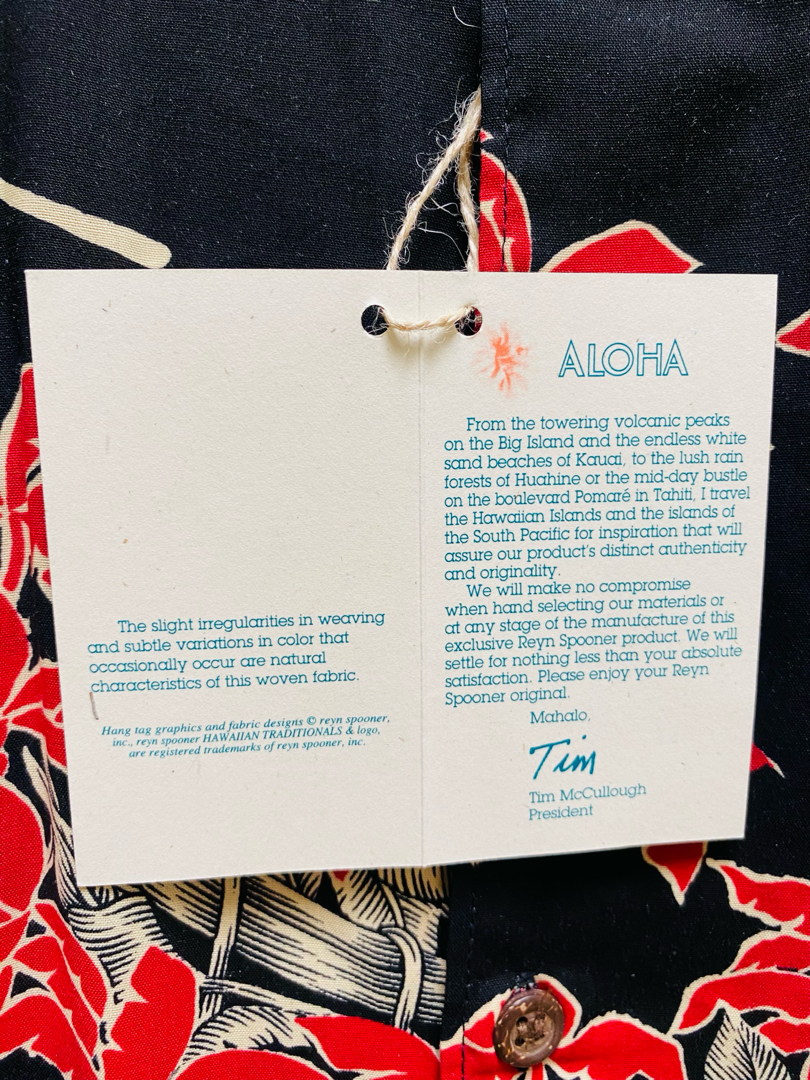 The slight irregularities in weaving
and subtle variations in color that
occasionally occur are natural
characteristics of this woven fabric.
Hang tag graphics and fabric designs © reyn spooner,
inc., reyn spooner HAWAIIAN TRADITIONALS & logo,
are registered trademarks of reyn spooner, inc.
ALOHA
From the towering volcanic peaks
on the Big Island and the endless white
sand beaches of Kauai, to the lush rain
forests of Huahine or the mid-day bustle
on the boulevard Pomaré in Tahiti, I travel
the Hawaiian Islands and the islands of
the South Pacific for inspiration that will
assure our product's distinct authenticity
and originality.
We will make no compromise
when hand selecting our materials or
at any stage of the manufacture of this
exclusive Reyn Spooner product. We will
settle for nothing less than your absolute
satisfaction. Please enjoy your Reyn
Spooner original.
Mahalo,
Tim
Tim McCullough
President